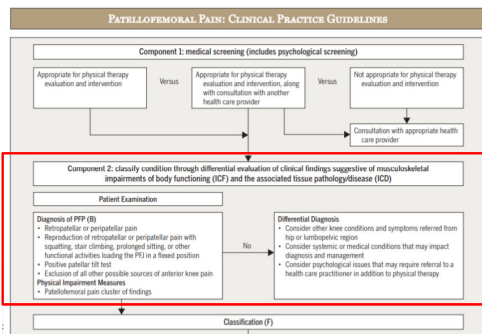 PATELLOFEMORAL PAIN: CLINICAL PRACTICE GUIDELINES
Component 1: medical screening (includes psychological screening)
Appropriate for physical therapy
evaluation and intervention
Versus
Appropriate for physical therapy
evaluation and intervention, along
with consultation with another
health care provider
Versus
Not appropriate for physical therapy
evaluation and intervention
Consultation with appropriate health
care provider
Component 2: classify condition through differential evaluation of clinical findings suggestive of musculoskeletal
impairments of body functioning (ICF) and the associated tissue pathology/disease (ICD)
Patient Examination
Diagnosis of PFP (B)
• Retropatellar or peripatellar pain
• Reproduction of retropatellar or peripatellar pain with
squatting, stair climbing, prolonged sitting, or other
functional activities loading the PFJ in a flexed position
• Positive patellar tilt test
• Exclusion of all other possible sources of anterior knee pain
Physical Impairment Measures
• Patellofemoral pain cluster of findings
No
Differential Diagnosis
• Consider other knee conditions and symptoms referred from
hip or lumbopelvic region
• Consider systemic or medical conditions that may impact
diagnosis and management
• Consider psychological issues that may require referral to a
health care practitioner in addition to physical therapy
Classification (F)